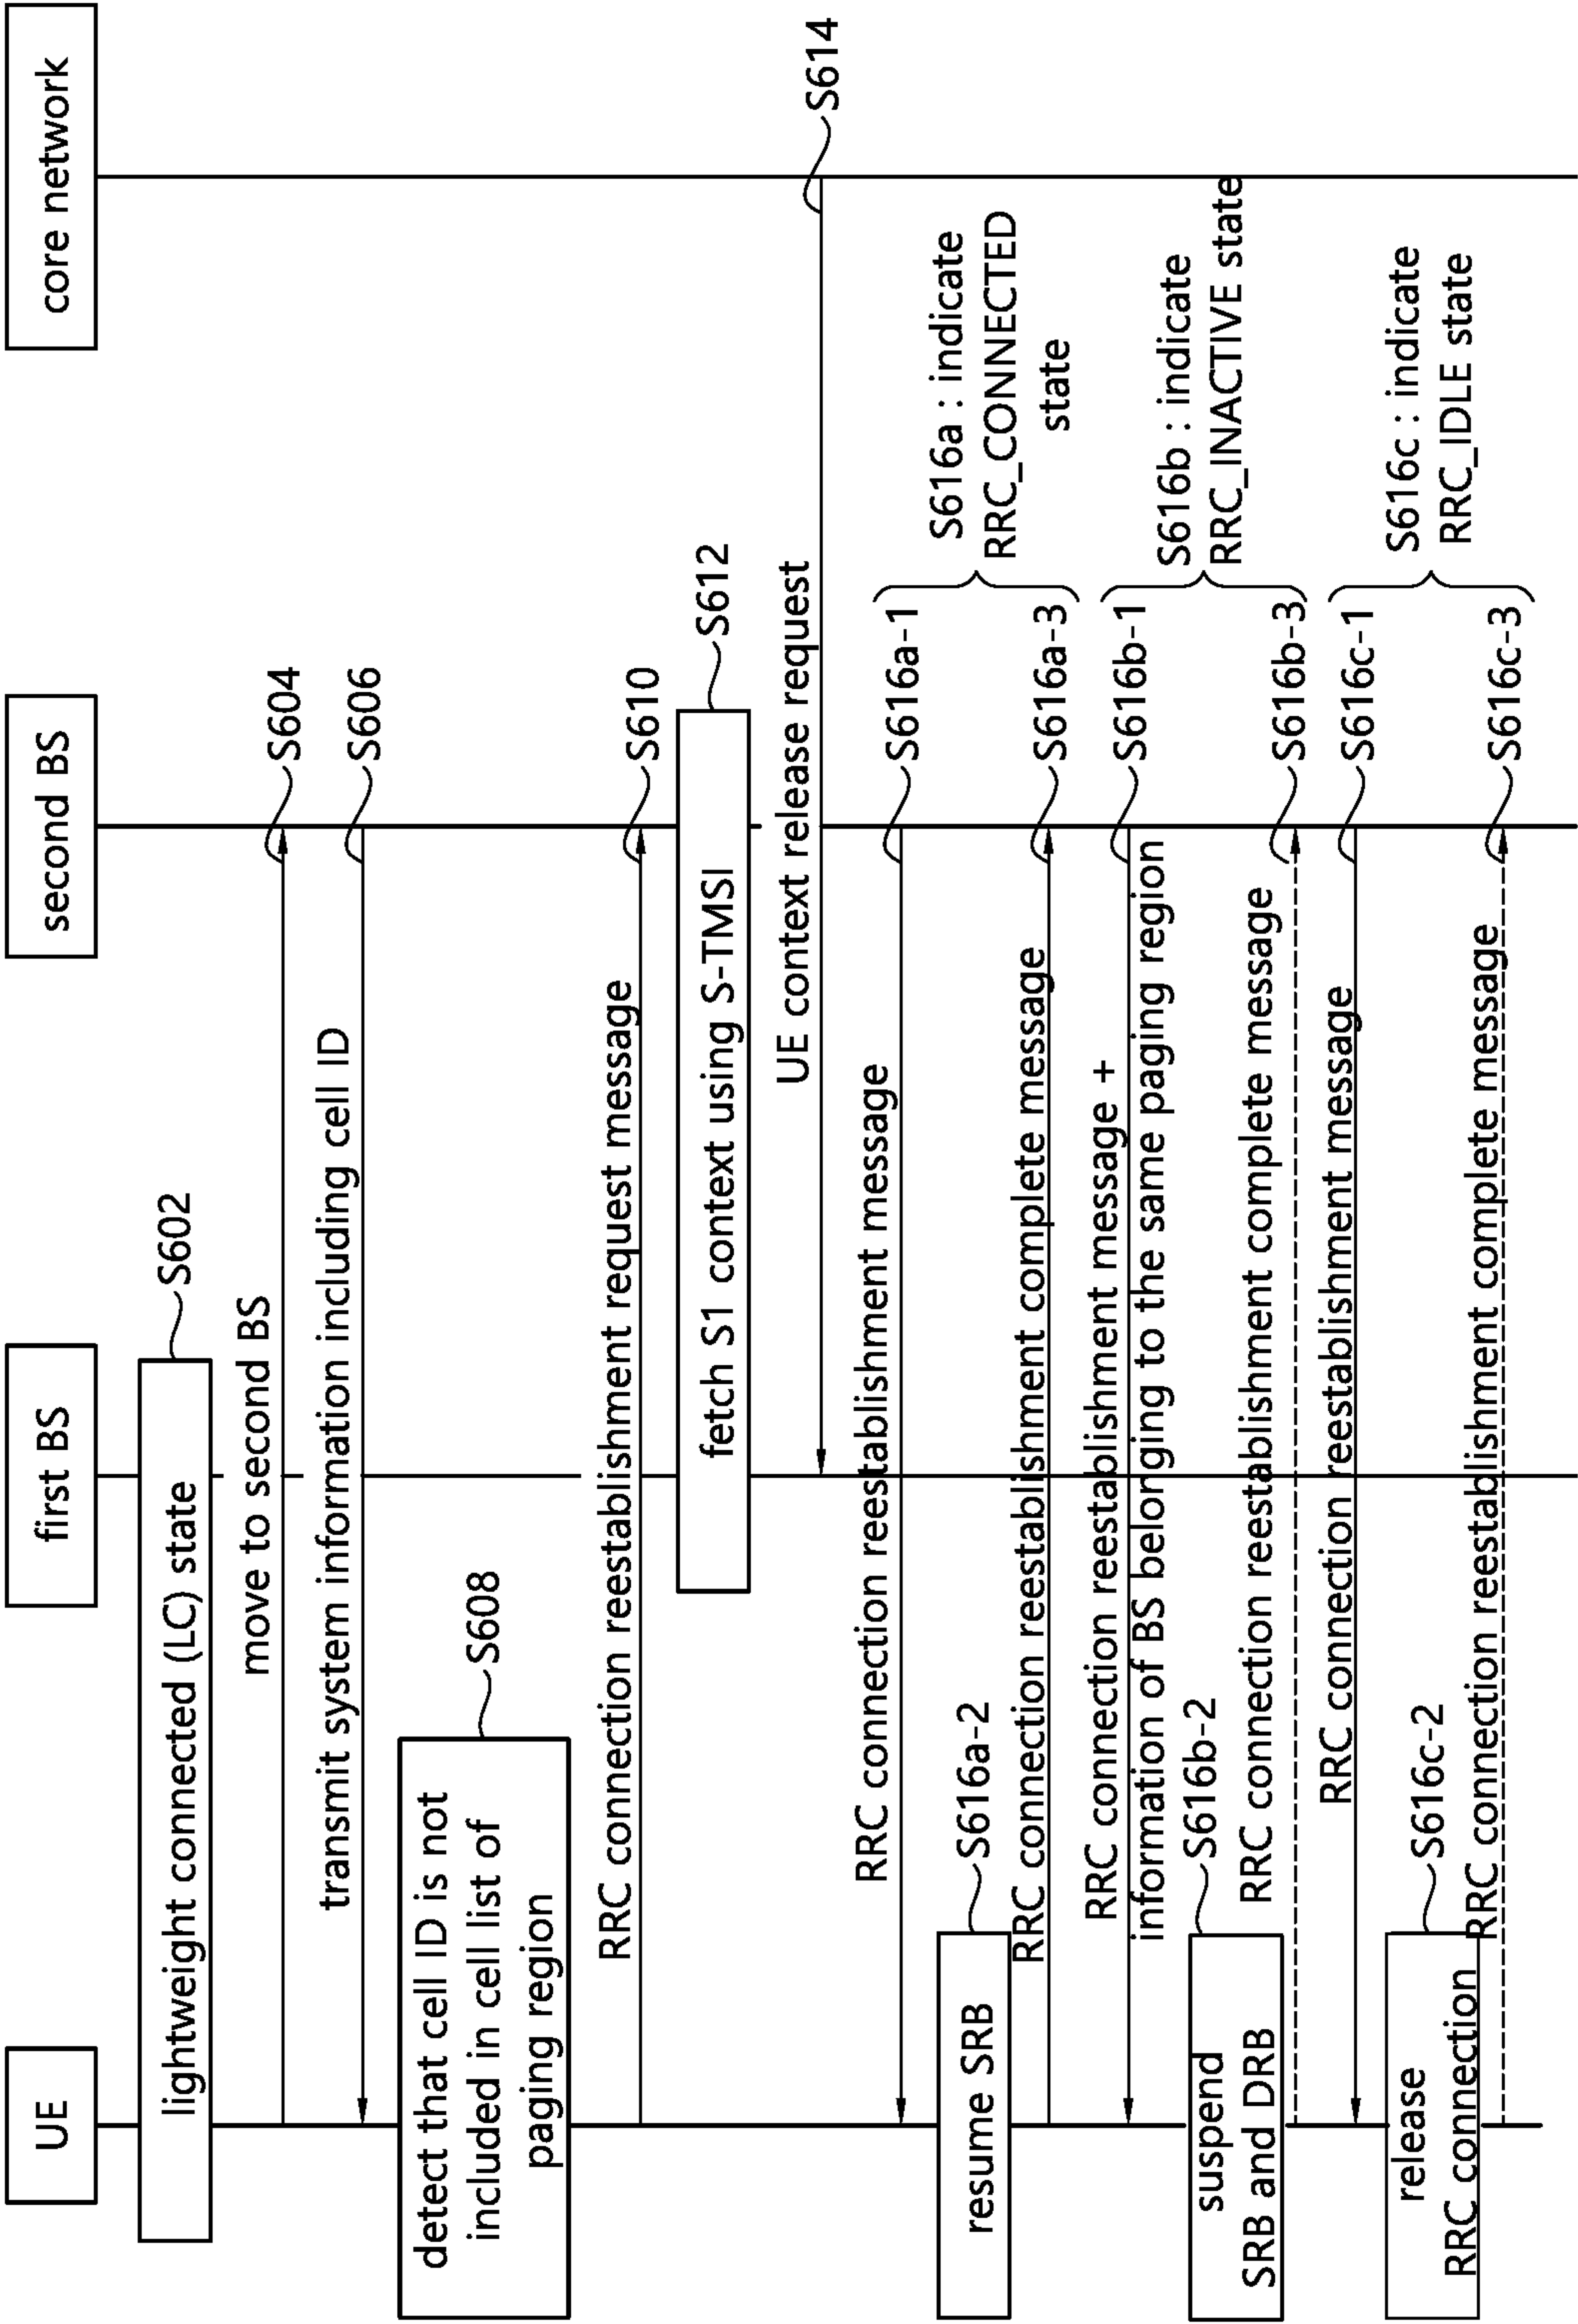 UE
first BS
second BS
core network
lightweight connected (LC) state
S602
move to second BS
S604
transmit system information including cell ID
S606
detect that cell ID is not
included in cell list of
paging region
S608
RRC connection reestablishment request message
S610
fetch S1 context using S-TMSI
S612
UE context release request
S614
RRC connection reestablishment message
S616a-1
resume SRB
S616a-2
RRC connection reestablishment complete message
S616a-3
S616a : indicate
RRC_CONNECTED
state
RRC connection reestablishment message +
information of BS belonging to the same paging region
S616b-1
suspend
SRB and DRB
S616b-2
RRC connection reestablishment complete message
S616b-3
S616b : indicate
RRC_INACTIVE state
RRC connection reestablishment message
S616c-1
release
RRC connection
S616c-2
RRC connection reestablishment complete message
S616c-3
S616c : indicate
RRC_IDLE state